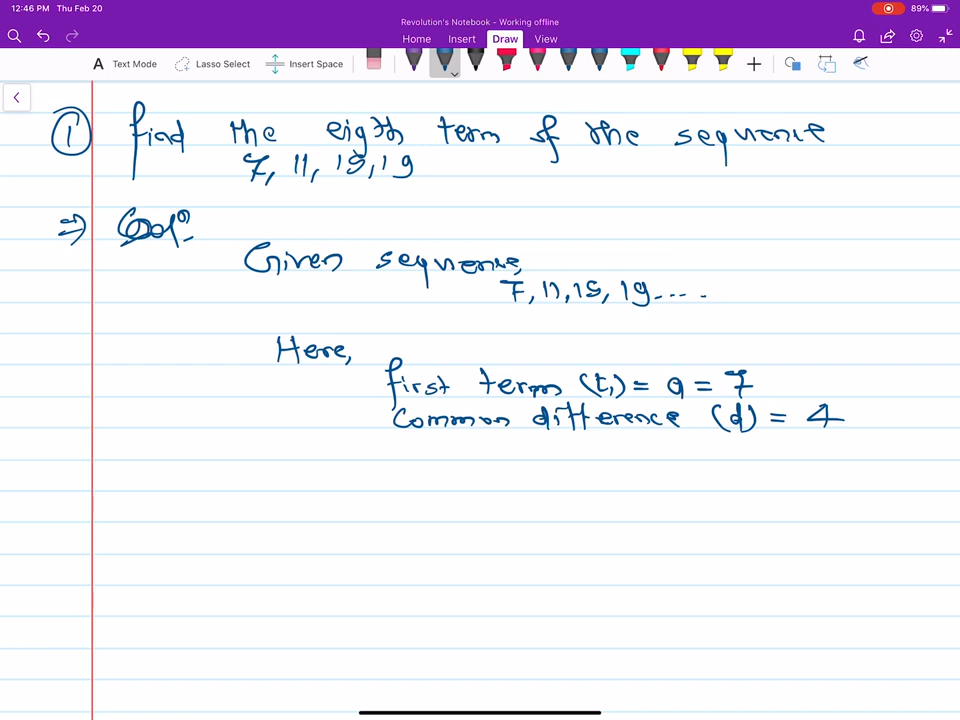 12:46 PM Thu Feb 20
89%
Revolution's Notebook - Working offline
Home Insert Draw View
A Text Mode Lasso Select Insert Space
① find the eigth term of the sequence
7, 11, 15, 19
⇒ Solⁿ
Given sequence,
7, 11, 15, 19 .....
Here,
first term (t₁) = a = 7
Common difference (d) = 4